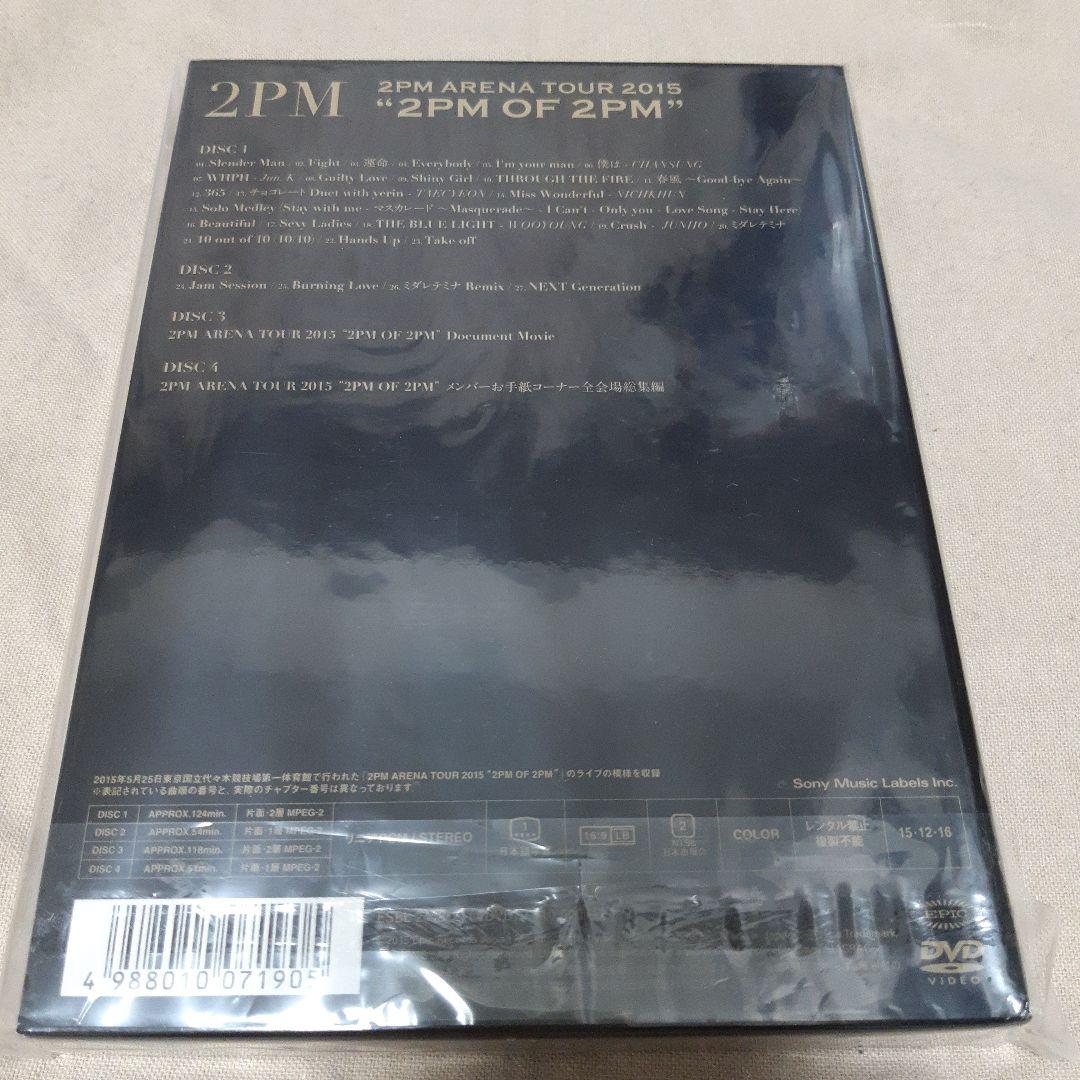 2PM
2PM ARENA TOUR 2015
“2PM OF 2PM”
DISC 1
01. Slender Man / 02. Fight / 03. 運命 / 04. Everybody / 05. I'm your man / 06. 僕は - CHANSUNG
07. WHPH - Jun. K / 08. Guilty Love / 09. Shiny Girl / 10. THROUGH THE FIRE / 11. 春風 ～Good-bye Again～
12. 365 / 13. チョコレート Duet with yerin - TAECYEON / 14. Miss Wonderful - NICHKHUN
15. Solo Medley (Stay with me - マスカレード ～Masquerade～ - I Can't - Only you - Love Song - Stay Here)
16. Beautiful / 17. Sexy Ladies / 18. THE BLUE LIGHT - WOOYOUNG / 19. Crush - JUNHO / 20. ミダレテミナ
21. 10 out of 10 (10/10) / 22. Hands Up / 23. Take off
DISC 2
24. Jam Session / 25. Burning Love / 26. ミダレテミナ Remix / 27. NEXT Generation
DISC 3
2PM ARENA TOUR 2015 "2PM OF 2PM" Document Movie
DISC 4
2PM ARENA TOUR 2015 "2PM OF 2PM" メンバーお手紙コーナー全会場総集編
2015年5月25日東京国立代々木競技場第一体育館で行われた「2PM ARENA TOUR 2015 "2PM OF 2PM"」のライブの模様を収録
※表記されている曲順の番号と、実際のチャプター番号は異なっております
Sony Music Labels Inc.
DISC 1 APPROX.124min. 片面・2層 MPEG-2
DISC 2 APPROX.54min. 片面・1層 MPEG-2
DISC 3 APPROX.118min. 片面・2層 MPEG-2
DISC 4 APPROX.51min. 片面・1層 MPEG-2
STEREO
1
16:9 LB
2
COLOR
レンタル禁止
複製不能
15・12・16
EPIC
DVD
VIDEO
4 988010 071905